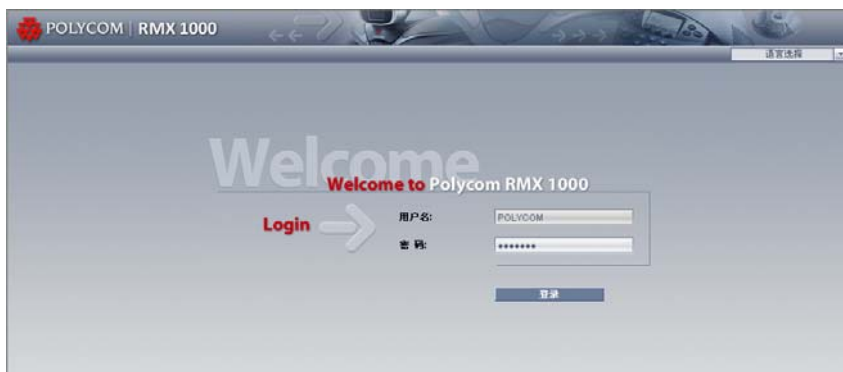 POLYCOM | RMX 1000
语言选择
Welcome
Welcome to Polycom RMX 1000
Login
用户名:
POLYCOM
密 码:
*******
登录